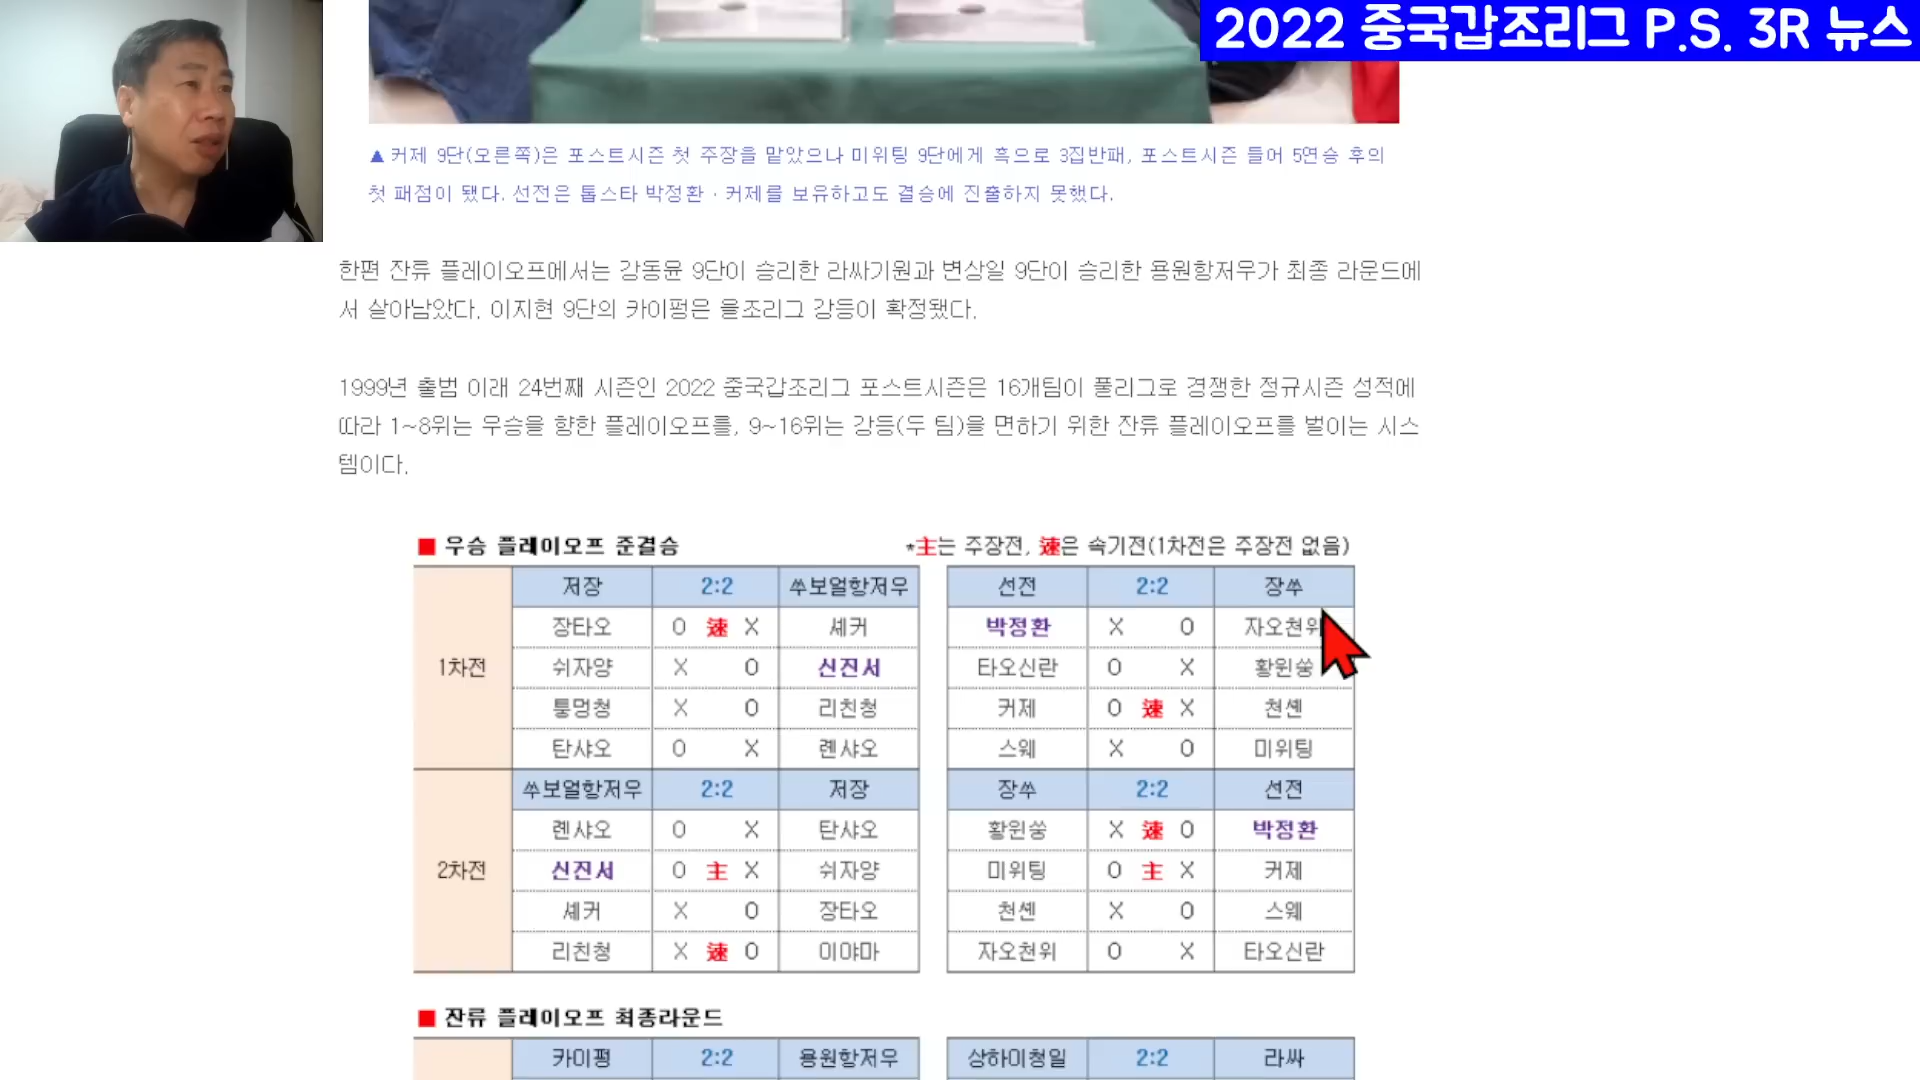 2022 중국갑조리그 P.S. 3R 뉴스
▲ 커제 9단(오른쪽)은 포스트시즌 첫 주장을 맡았으나 미위팅 9단에게 흑으로 3집반패, 포스트시즌 들어 5연승 후의
첫 패점이 됐다. 선전은 톱스타 박정환 · 커제를 보유하고도 결승에 진출하지 못했다.
한편 잔류 플레이오프에서는 강동윤 9단이 승리한 라싸기원과 변상일 9단이 승리한 용원항저우가 최종 라운드에
서 살아남았다. 이지현 9단의 카이펑은 을조리그 강등이 확정됐다.
1999년 출범 이래 24번째 시즌인 2022 중국갑조리그 포스트시즌은 16개팀이 풀리그로 경쟁한 정규시즌 성적에
따라 1~8위는 우승을 향한 플레이오프를, 9~16위는 강등(두 팀)을 면하기 위한 잔류 플레이오프를 벌이는 시스
템이다.
■ 우승 플레이오프 준결승 *主는 주장전, 速은 속기전(1차전은 주장전 없음)
저장 2:2 쑤보얼항저우 선전 2:2 장쑤
장타오 O 速 X 셰커 박정환 X O 자오천위
1차전 쉬자양 X O 신진서 타오신란 O X 황윈쑹
퉁멍청 X O 리친청 커제 O 速 X 천셴
탄샤오 O X 롄샤오 스웨 X O 미위팅
쑤보얼항저우 2:2 저장 장쑤 2:2 선전
롄샤오 O X 탄샤오 황윈쑹 X 速 O 박정환
2차전 신진서 O 主 X 쉬자양 미위팅 O 主 X 커제
셰커 X O 장타오 천셴 X O 스웨
리친청 X 速 O 이야마 자오천위 O X 타오신란
■ 잔류 플레이오프 최종라운드
카이펑 2:2 용원항저우 상하이청일 2:2 라싸